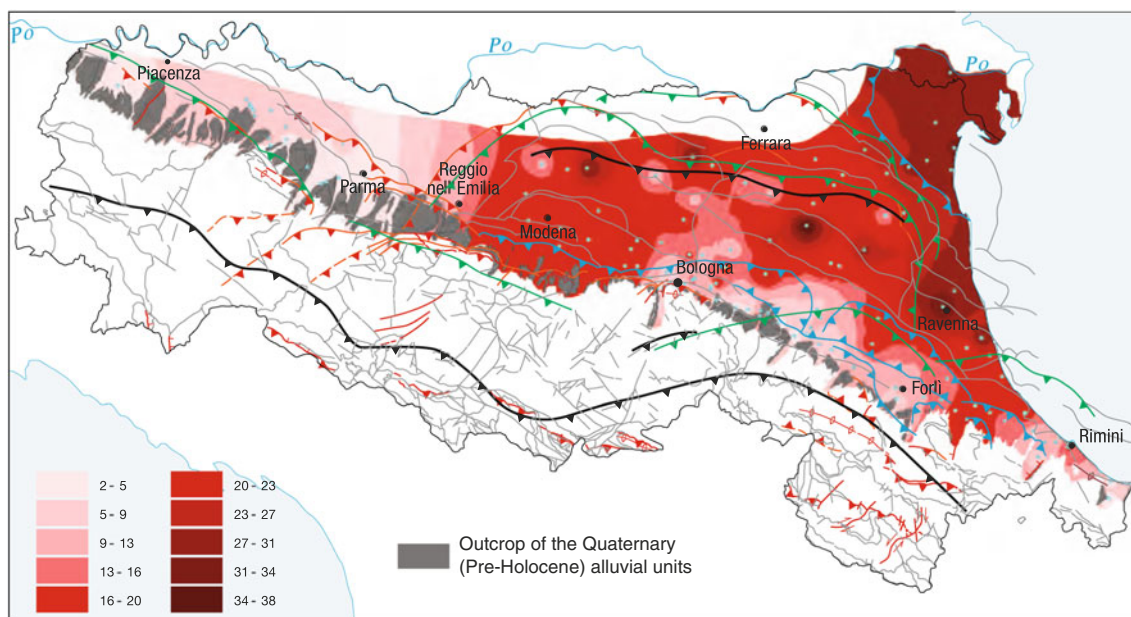 Po
Po
Po
Piacenza
Ferrara
Parma
Reggio
nell'Emilia
Modena
Bologna
Ravenna
Forlì
Rimini
2 - 5
5 - 9
9 - 13
13 - 16
16 - 20
20 - 23
23 - 27
27 - 31
31 - 34
34 - 38
Outcrop of the Quaternary
(Pre-Holocene) alluvial units